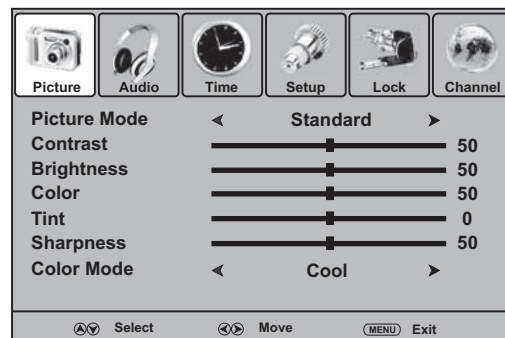 Picture Audio Time Setup Lock Channel
Picture Mode Standard
Contrast 50
Brightness 50
Color 50
Tint 0
Sharpness 50
Color Mode Cool
Select Move MENU Exit